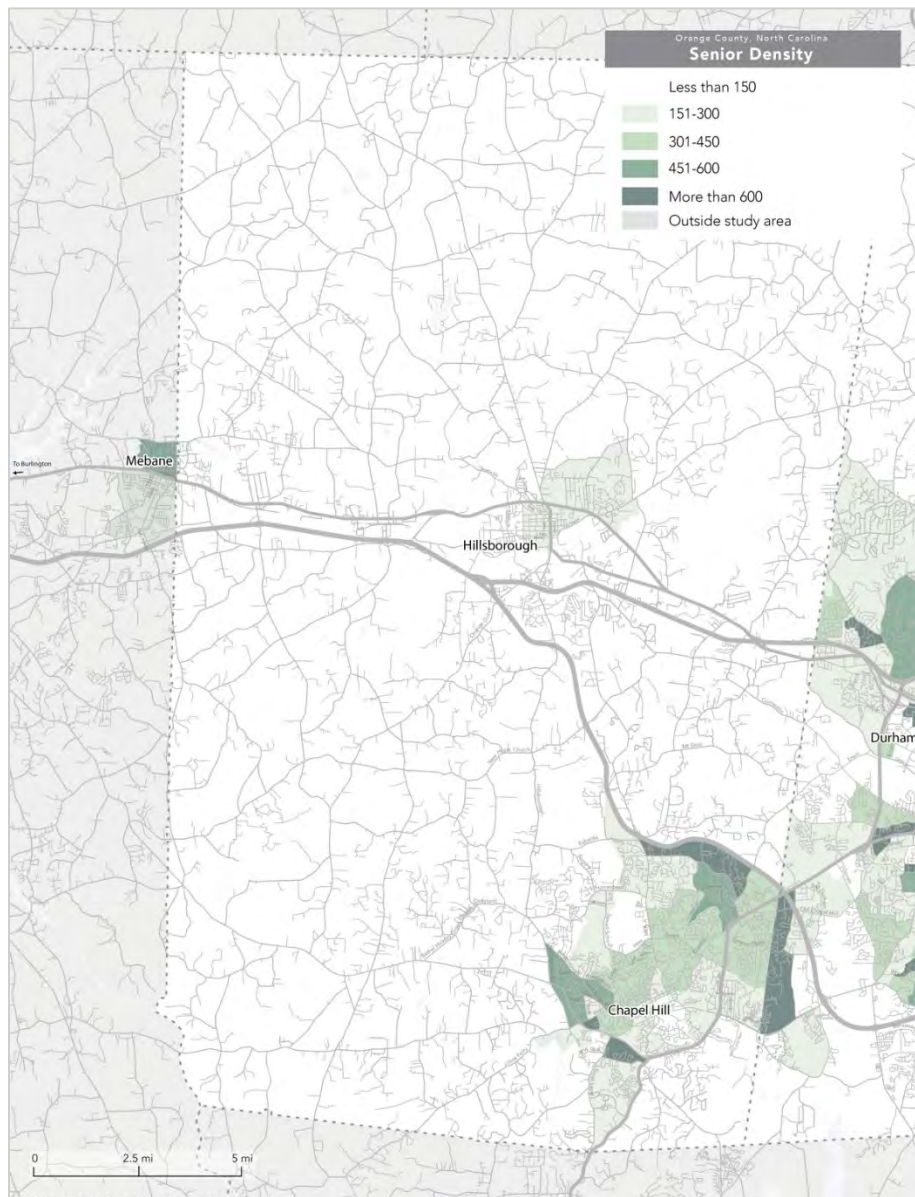 Orange County, North Carolina
Senior Density
Less than 150
151-300
301-450
451-600
More than 600
Outside study area
To Burlington
Mebane
Hillsborough
Durham
Chapel Hill
0 2.5 mi 5 mi